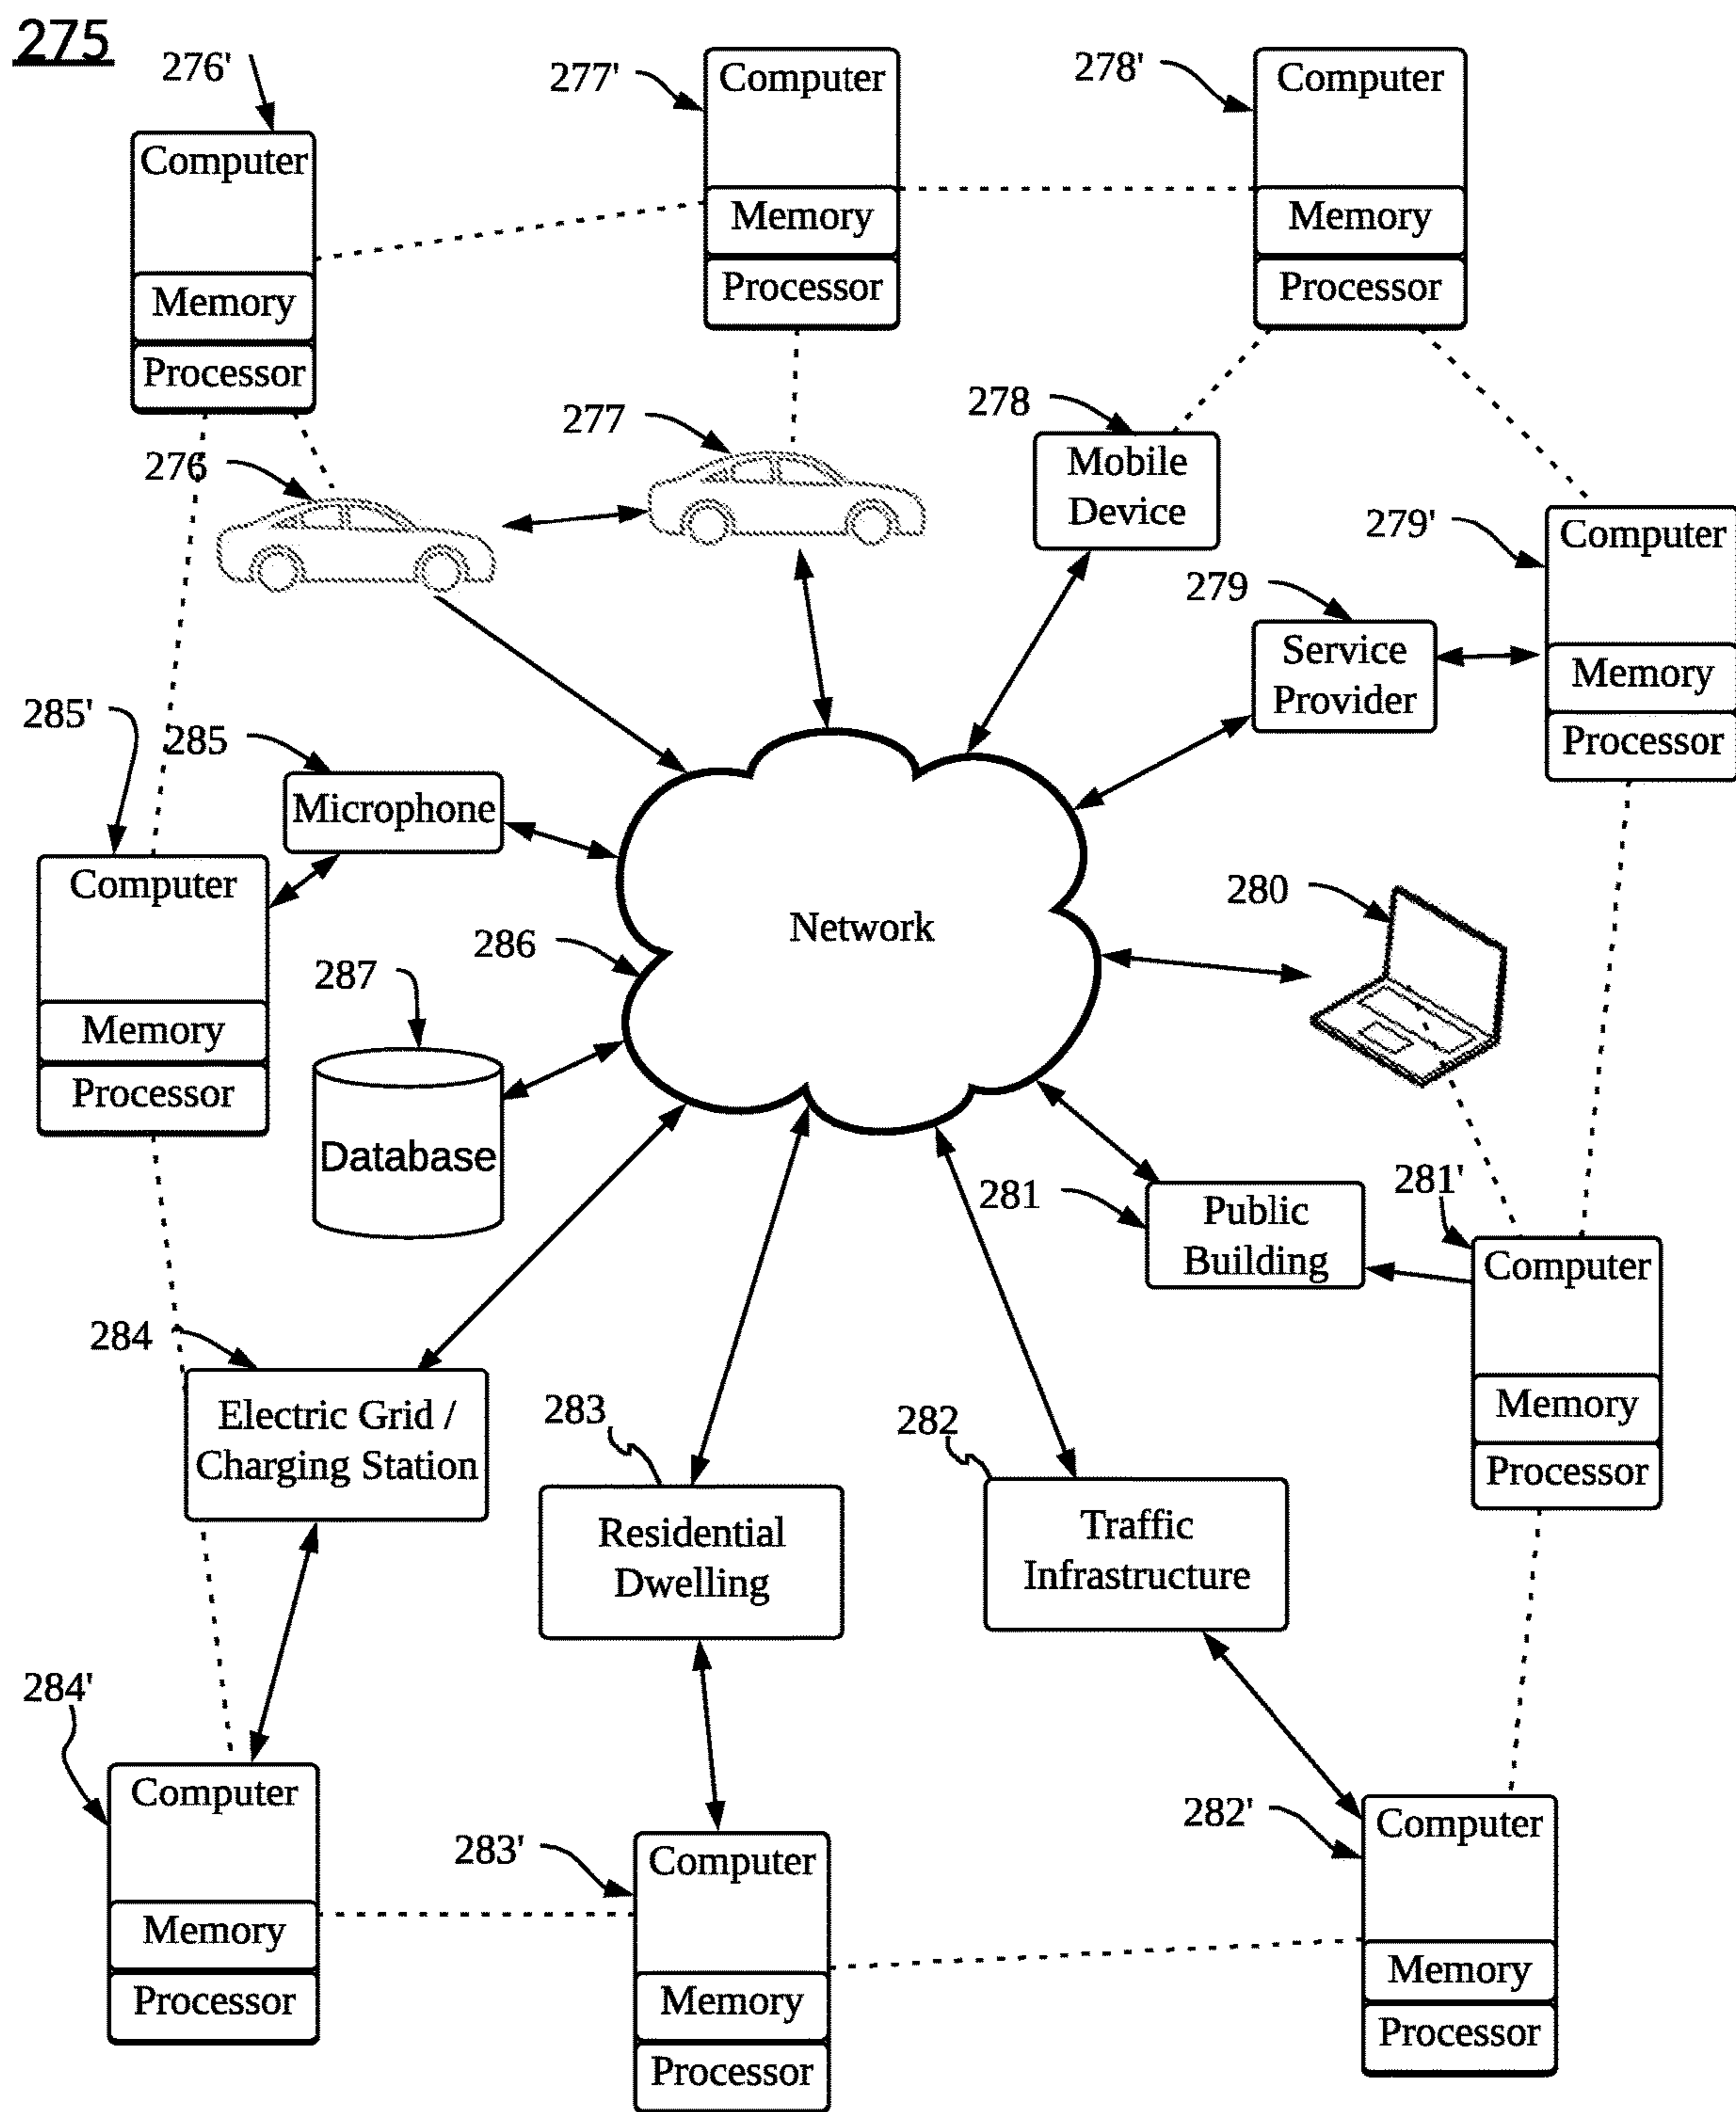 275
276'
277'
278'
Computer
Memory
Processor
Computer
Memory
Processor
Computer
Memory
Processor
276
277
278
Mobile
Device
279'
Computer
Memory
Processor
279
Service
Provider
285'
285
Microphone
Computer
Memory
Processor
286
Network
280
287
Database
281
Public
Building
281'
Computer
Memory
Processor
284
Electric Grid /
Charging Station
283
Residential
Dwelling
282
Traffic
Infrastructure
284'
Computer
Memory
Processor
283'
Computer
Memory
Processor
282'
Computer
Memory
Processor